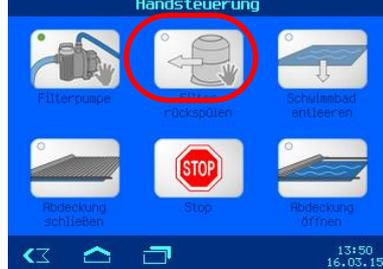 Handsteuerung
Filterpumpe
Filter
rückspülen
Schwimmbad
entleeren
Abdeckung
schließen
STOP
Stop
Abdeckung
öffnen
13:50
16.03.15